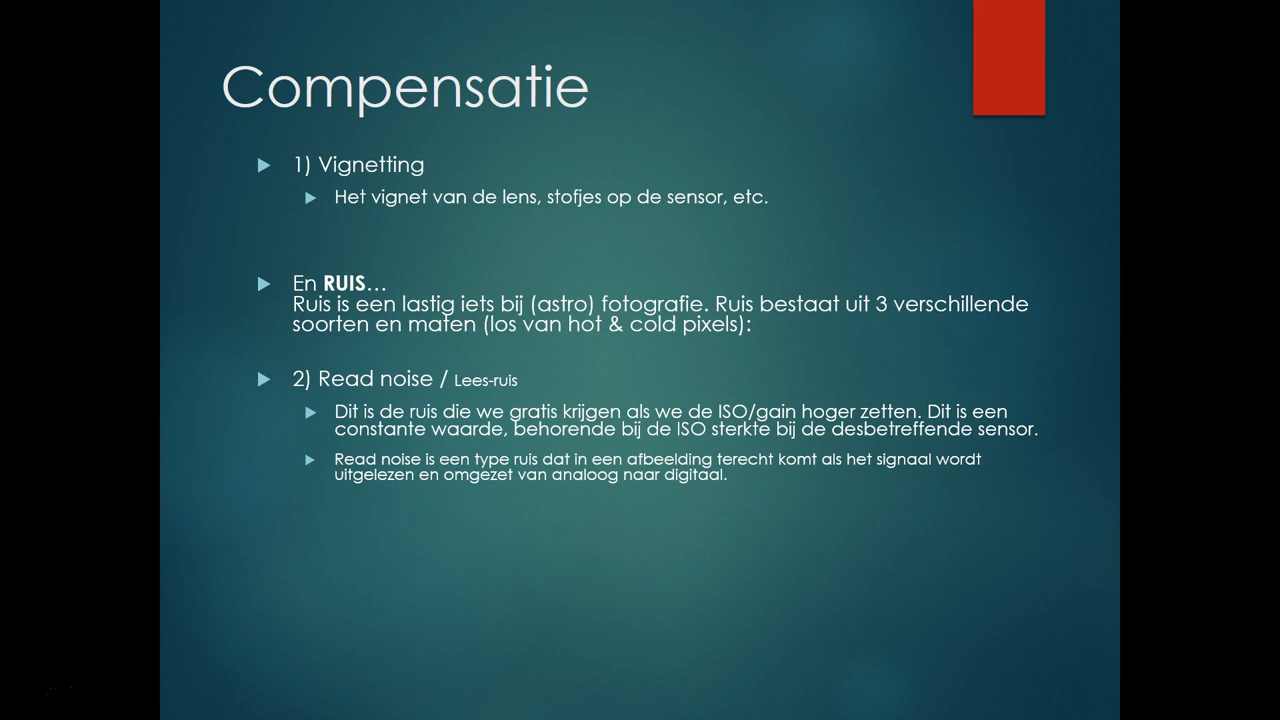 Compensatie
1) Vignetting
Het vignet van de lens, stofjes op de sensor, etc.
En RUIS…
Ruis is een lastig iets bij (astro) fotografie. Ruis bestaat uit 3 verschillende
soorten en maten (los van hot & cold pixels):
2) Read noise / Lees-ruis
Dit is de ruis die we gratis krijgen als we de ISO/gain hoger zetten. Dit is een
constante waarde, behorende bij de ISO sterkte bij de desbetreffende sensor.
Read noise is een type ruis dat in een afbeelding terecht komt als het signaal wordt
uitgelezen en omgezet van analoog naar digitaal.